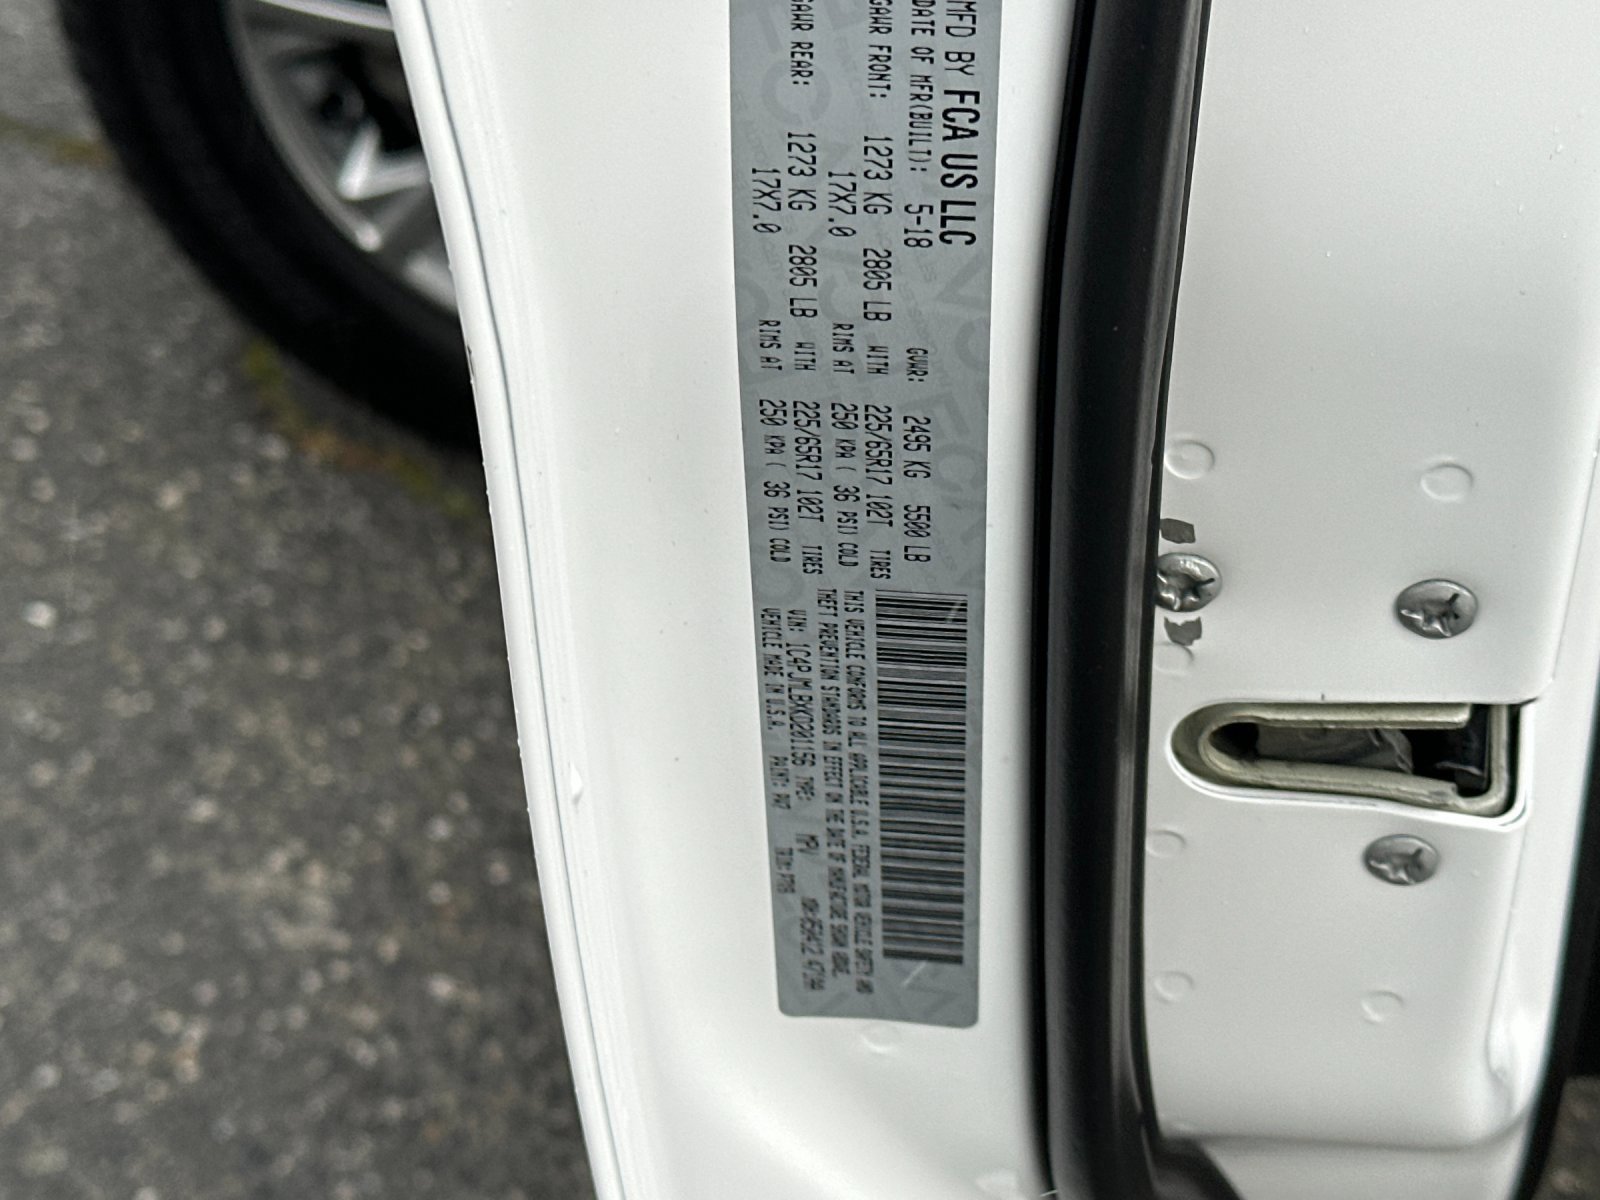 MFD BY FCA US LLC
DATE OF MFR(BUILT): 5-18 GVWR: 2495 KG 5500 LB
GAWR FRONT: 1273 KG 2805 LB WITH 225/65R17 102T TIRES
17X7.0 RIMS AT 250 KPA ( 36 PSI) COLD
GAWR REAR: 1273 KG 2805 LB WITH 225/65R17 102T TIRES
17X7.0 RIMS AT 250 KPA ( 36 PSI) COLD
THIS VEHICLE CONFORMS TO ALL APPLICABLE U.S.A. FEDERAL MOTOR VEHICLE SAFETY AND
THEFT PREVENTION STANDARDS IN EFFECT ON THE DATE OF MANUFACTURE SHOWN ABOVE.
VIN: 1C4PJMLBXKD201156 TYPE: MPV
VEHICLE MADE IN U.S.A. PAINT: PW7